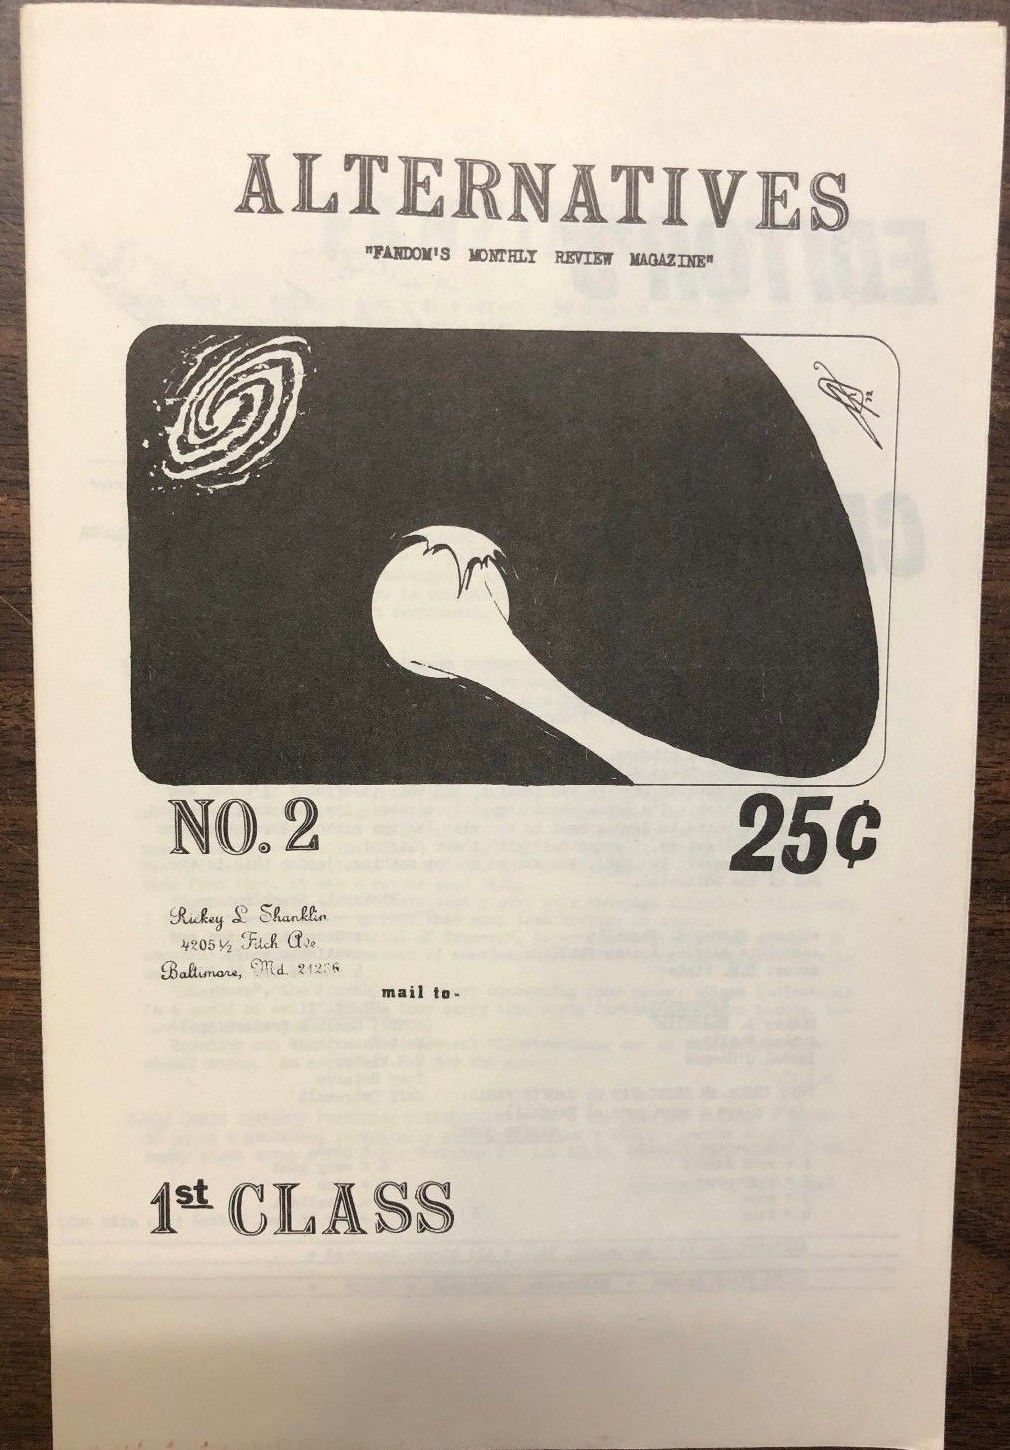 ALTERNATIVES
"FANDOM'S MONTHLY REVIEW MAGAZINE"
72
NO. 2
25¢
Rickey L Shanklin
4205½ Fitch Ave
Baltimore, Md. 21236
mail to-
1st CLASS